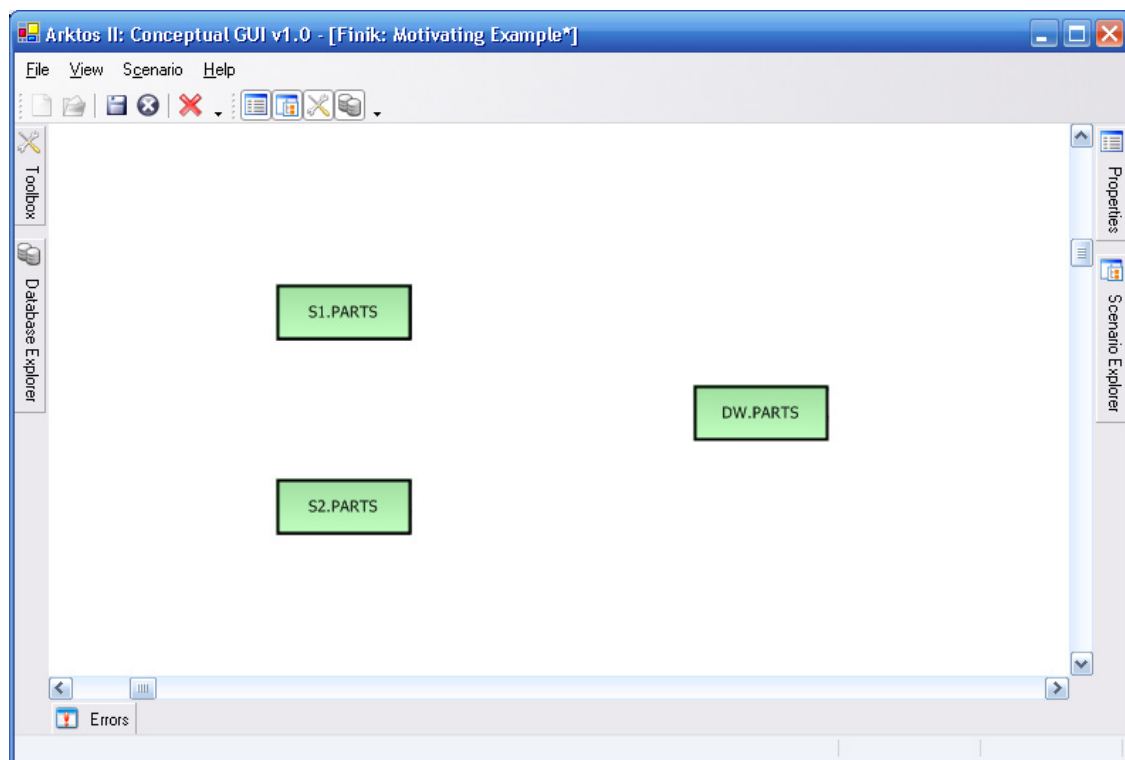 Arktos II: Conceptual GUI v1.0 - [Finik: Motivating Example*]
File View Scenario Help
Toolbox
Database Explorer
Properties
Scenario Explorer
S1.PARTS
DW.PARTS
S2.PARTS
Errors